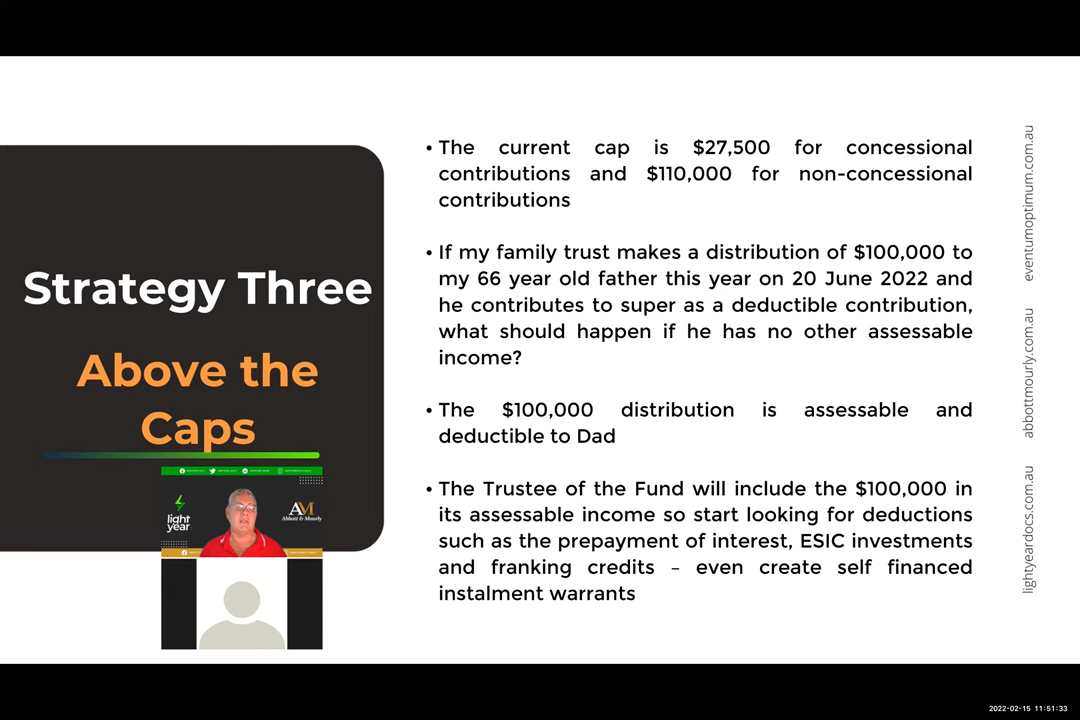 Strategy Three
Above the
Caps
light
year
AM
Abbott & Mourly
• The current cap is $27,500 for concessional
contributions and $110,000 for non-concessional
contributions
• If my family trust makes a distribution of $100,000 to
my 66 year old father this year on 20 June 2022 and
he contributes to super as a deductible contribution,
what should happen if he has no other assessable
income?
• The $100,000 distribution is assessable and
deductible to Dad
• The Trustee of the Fund will include the $100,000 in
its assessable income so start looking for deductions
such as the prepayment of interest, ESIC investments
and franking credits – even create self financed
instalment warrants
lightyeardocs.com.au
abbottmourly.com.au
eventumoptimum.com.au
2022-02-15 11:51:33